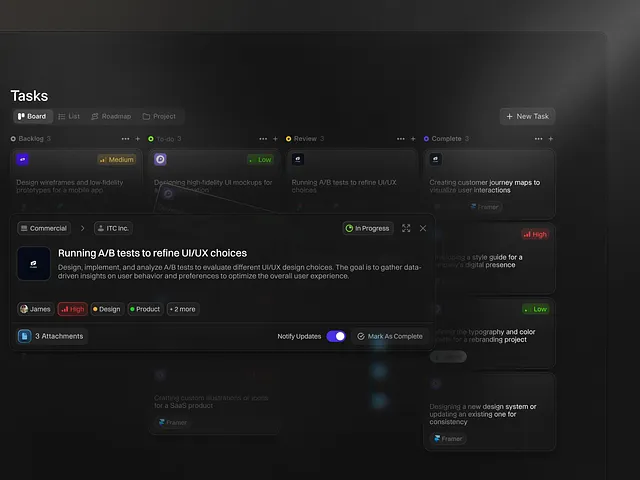 Tasks
Board
List
Roadmap
Project
New Task
Backlog 3
To-do 3
Review 3
Complete 3
Medium
Design wireframes and low-fidelity
prototypes for a mobile app
Low
Designing high-fidelity UI mockups for
Running A/B tests to refine UI/UX
choices
Creating customer journey maps to
visualize user interactions
Framer
Commercial
ITC Inc.
In Progress
Running A/B tests to refine UI/UX choices
Design, implement, and analyze A/B tests to evaluate different UI/UX design choices. The goal is to gather data-
driven insights on user behavior and preferences to optimize the overall user experience.
James
High
Design
Product
+ 2 more
3 Attachments
Notify Updates
Mark As Complete
High
a style guide for a
digital presence
Low
typography and color
for a rebranding project
Crafting custom illustrations or icons
for a SaaS product
Framer
Designing a new design system or
updating an existing one for
consistency
Framer